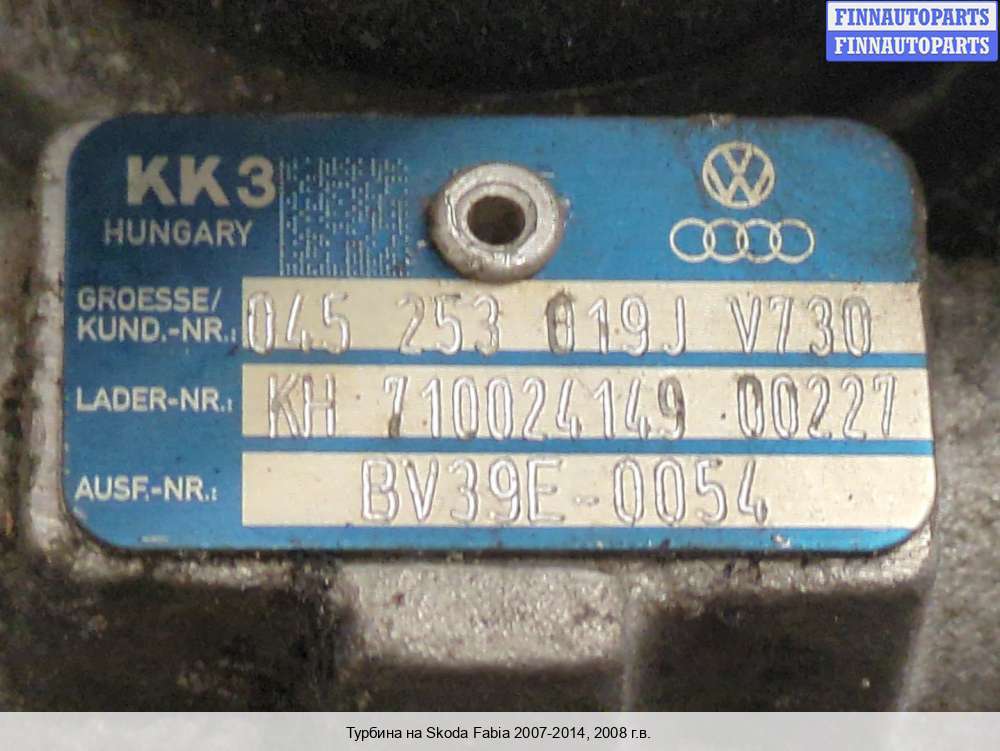 FINNAUTOPARTS
FINNAUTOPARTS
KK3
HUNGARY
GROESSE/
KUND.-NR.: 045 253 019J V730
LADER-NR.: KH 710024149 00227
AUSF.-NR.: BV39E-0054
Турбина на Skoda Fabia 2007-2014, 2008 г.в.